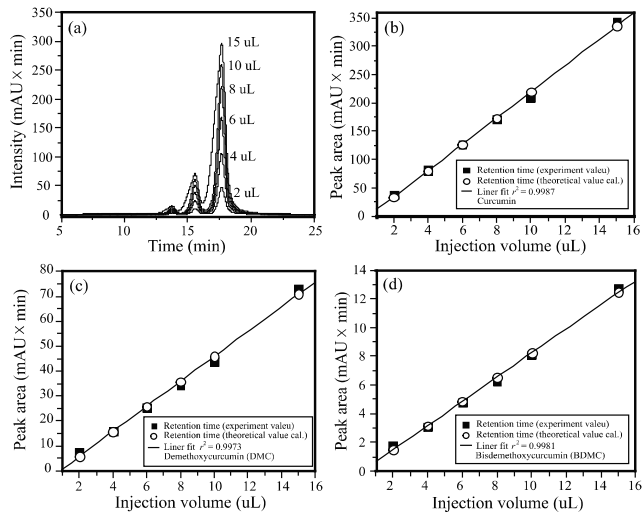 (a)
350
300
250
200
150
100
50
0
Intensity (mAU × min)
15 uL
10 uL
8 uL
6 uL
4 uL
2 uL
5 10 15 20 25
Time (min)
(b)
350
300
250
200
150
100
50
0
Peak area (mAU × min)
Retention time (experiment valeu)
Retention time (theoretical value cal.)
Liner fit r² = 0.9987
Curcumin
2 4 6 8 10 12 14 16
Injection volume (uL)
(c)
80
70
60
50
40
30
20
10
0
Peak area (mAU × min)
Retention time (experiment valeu)
Retention time (theoretical value cal.)
Liner fit r² = 0.9973
Demethoxycurcumin (DMC)
2 4 6 8 10 12 14 16
Injection volume (uL)
(d)
14
12
10
8
6
4
2
0
Peak area (mAU × min)
Retention time (experiment valeu)
Retention time (theoretical value cal.)
Liner fit r² = 0.9981
Bisdemethoxycurcumin (BDMC)
2 4 6 8 10 12 14 16
Injection volume (uL)